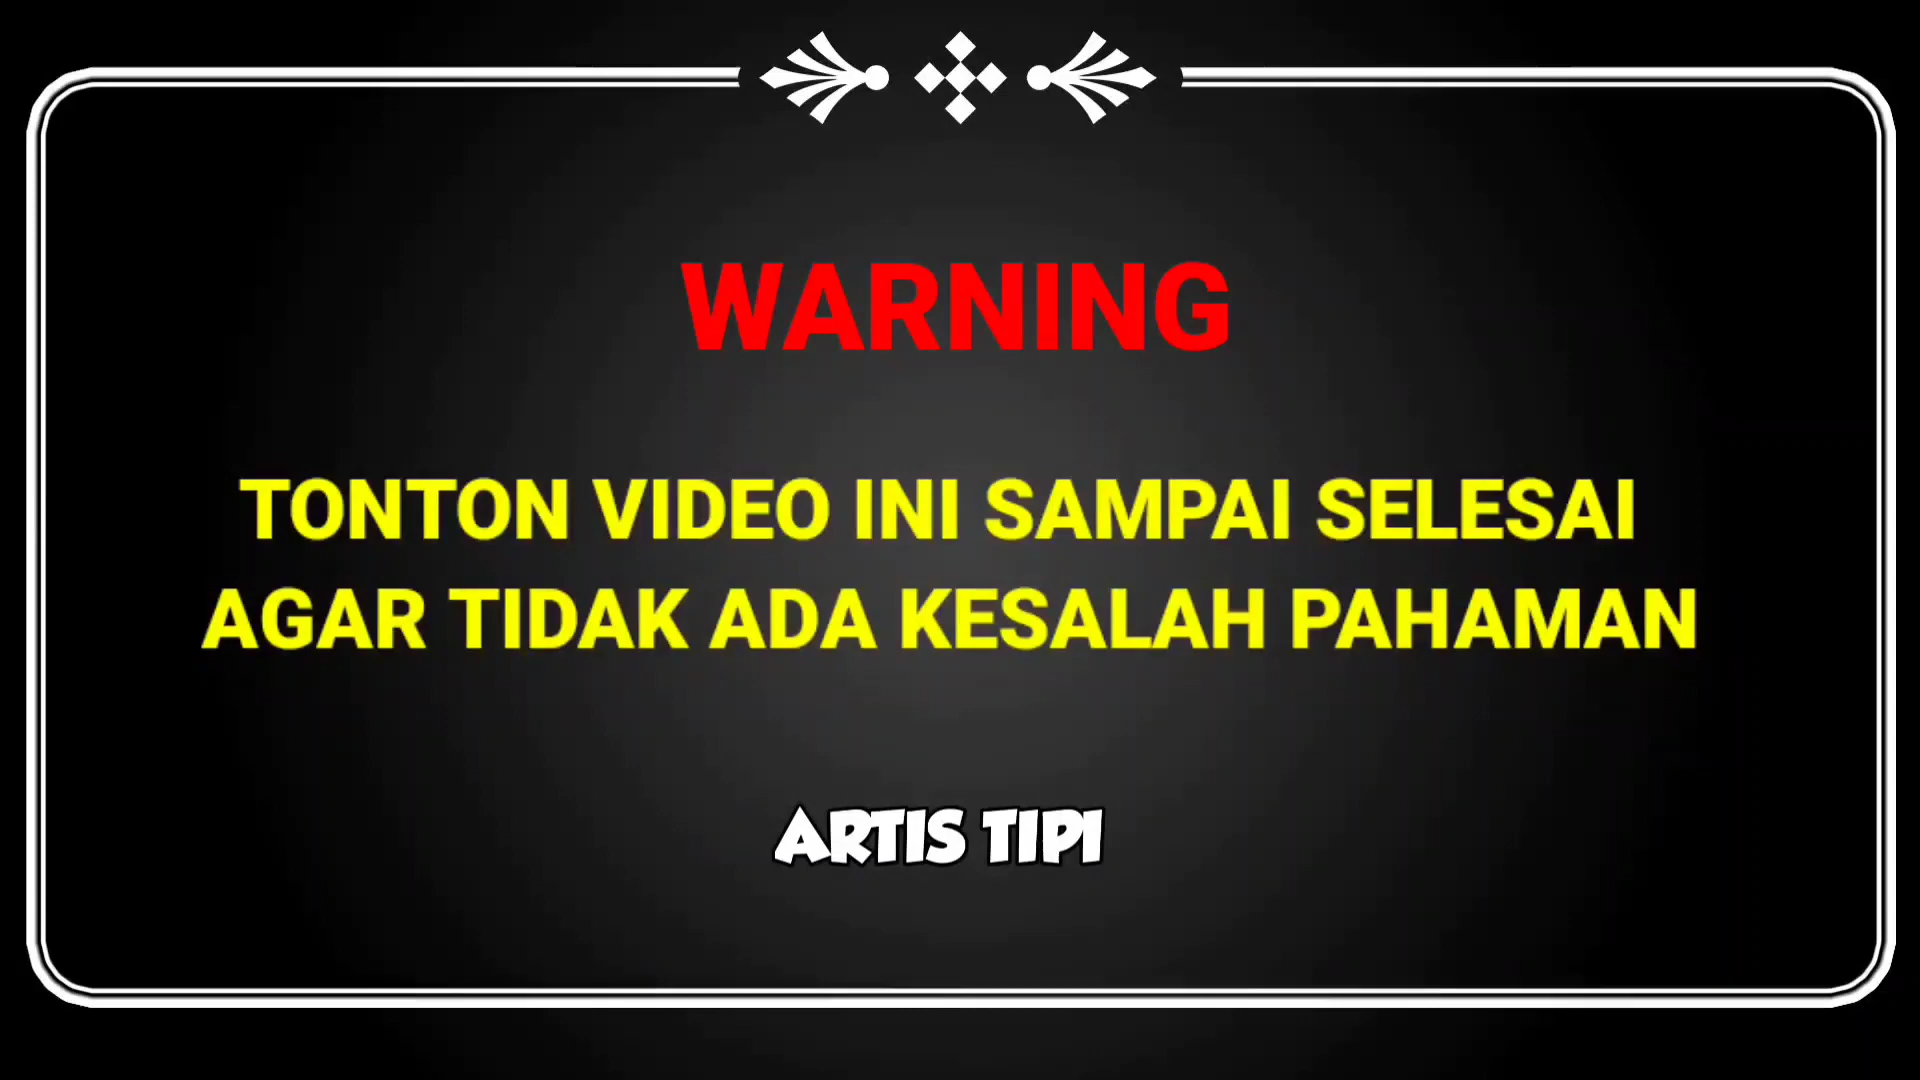 WARNING
TONTON VIDEO INI SAMPAI SELESAI
AGAR TIDAK ADA KESALAH PAHAMAN
ARTIS TIPI